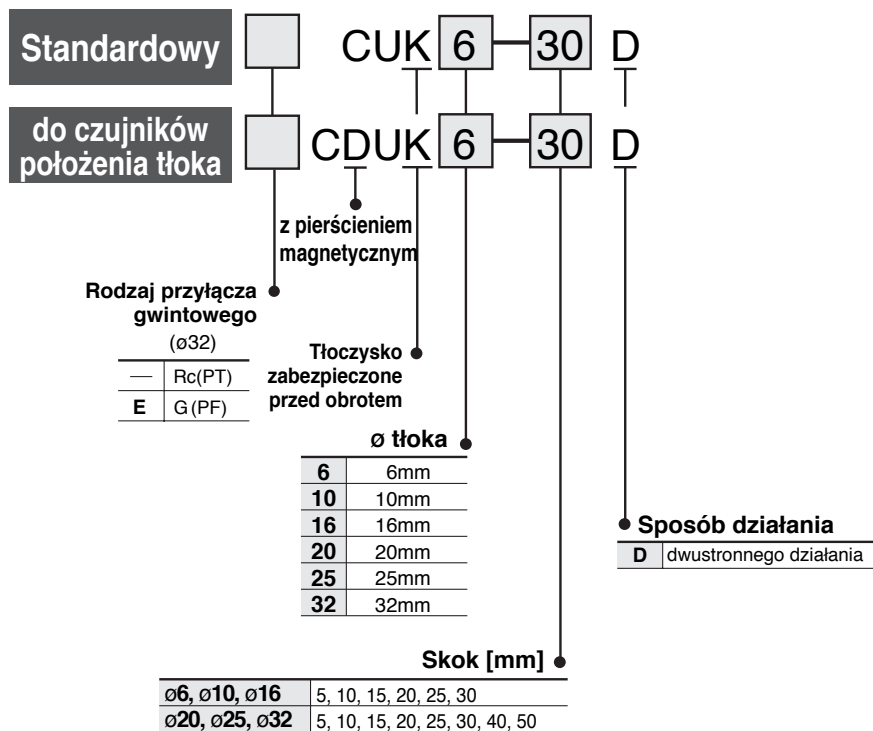 Standardowy CUK 6 — 30 D
do czujników
położenia tłoka CDUK 6 — 30 D
z pierścieniem
magnetycznym
Rodzaj przyłącza
gwintowego
(ø32)
— Rc(PT)
E G(PF)
Tłoczysko
zabezpieczone
przed obrotem
ø tłoka
6 6mm
10 10mm
16 16mm
20 20mm
25 25mm
32 32mm
Sposób działania
D dwustronnego działania
Skok [mm]
ø6, ø10, ø16 5, 10, 15, 20, 25, 30
ø20, ø25, ø32 5, 10, 15, 20, 25, 30, 40, 50